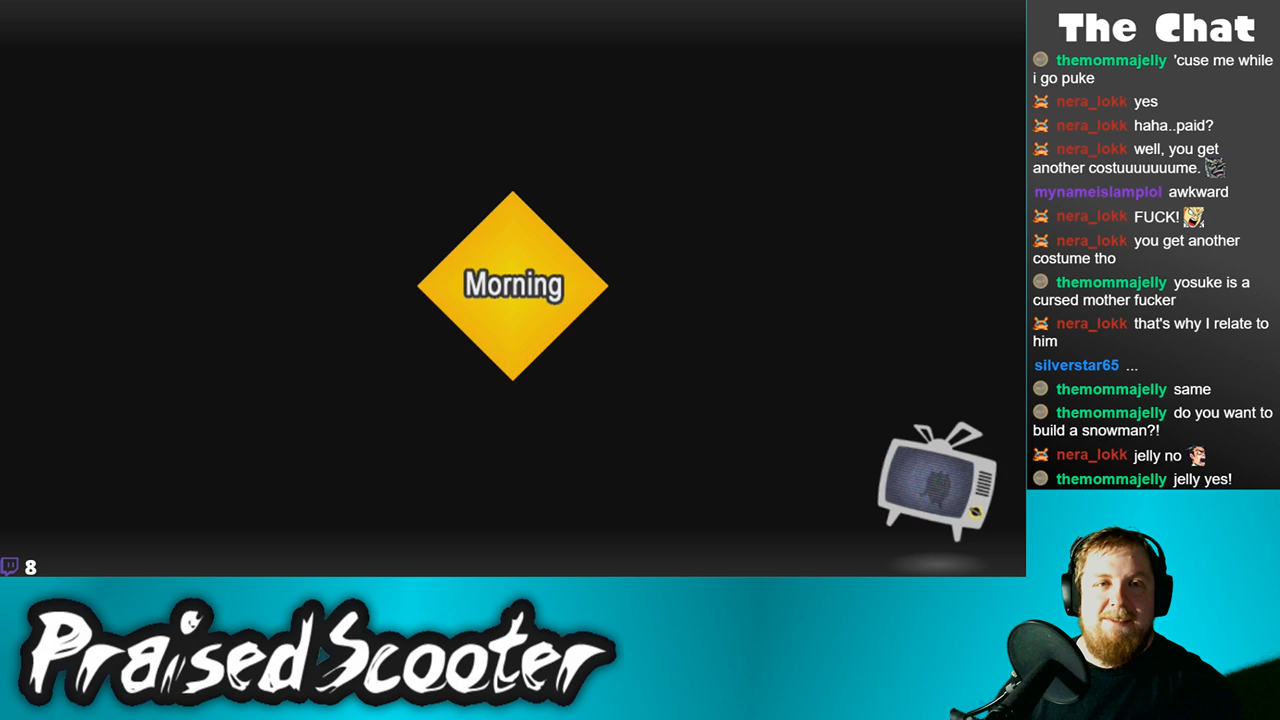 Morning
8
PraisedScooter
The Chat
themommajelly 'cuse me while
i go puke
nera_lokk yes
nera_lokk haha..paid?
nera_lokk well, you get
another costuuuuuuume.
mynameislamplol awkward
nera_lokk FUCK!
nera_lokk you get another
costume tho
themommajelly yosuke is a
cursed mother fucker
nera_lokk that's why I relate to
him
silverstar65 ...
themommajelly same
themommajelly do you want to
build a snowman?!
nera_lokk jelly no
themommajelly jelly yes!